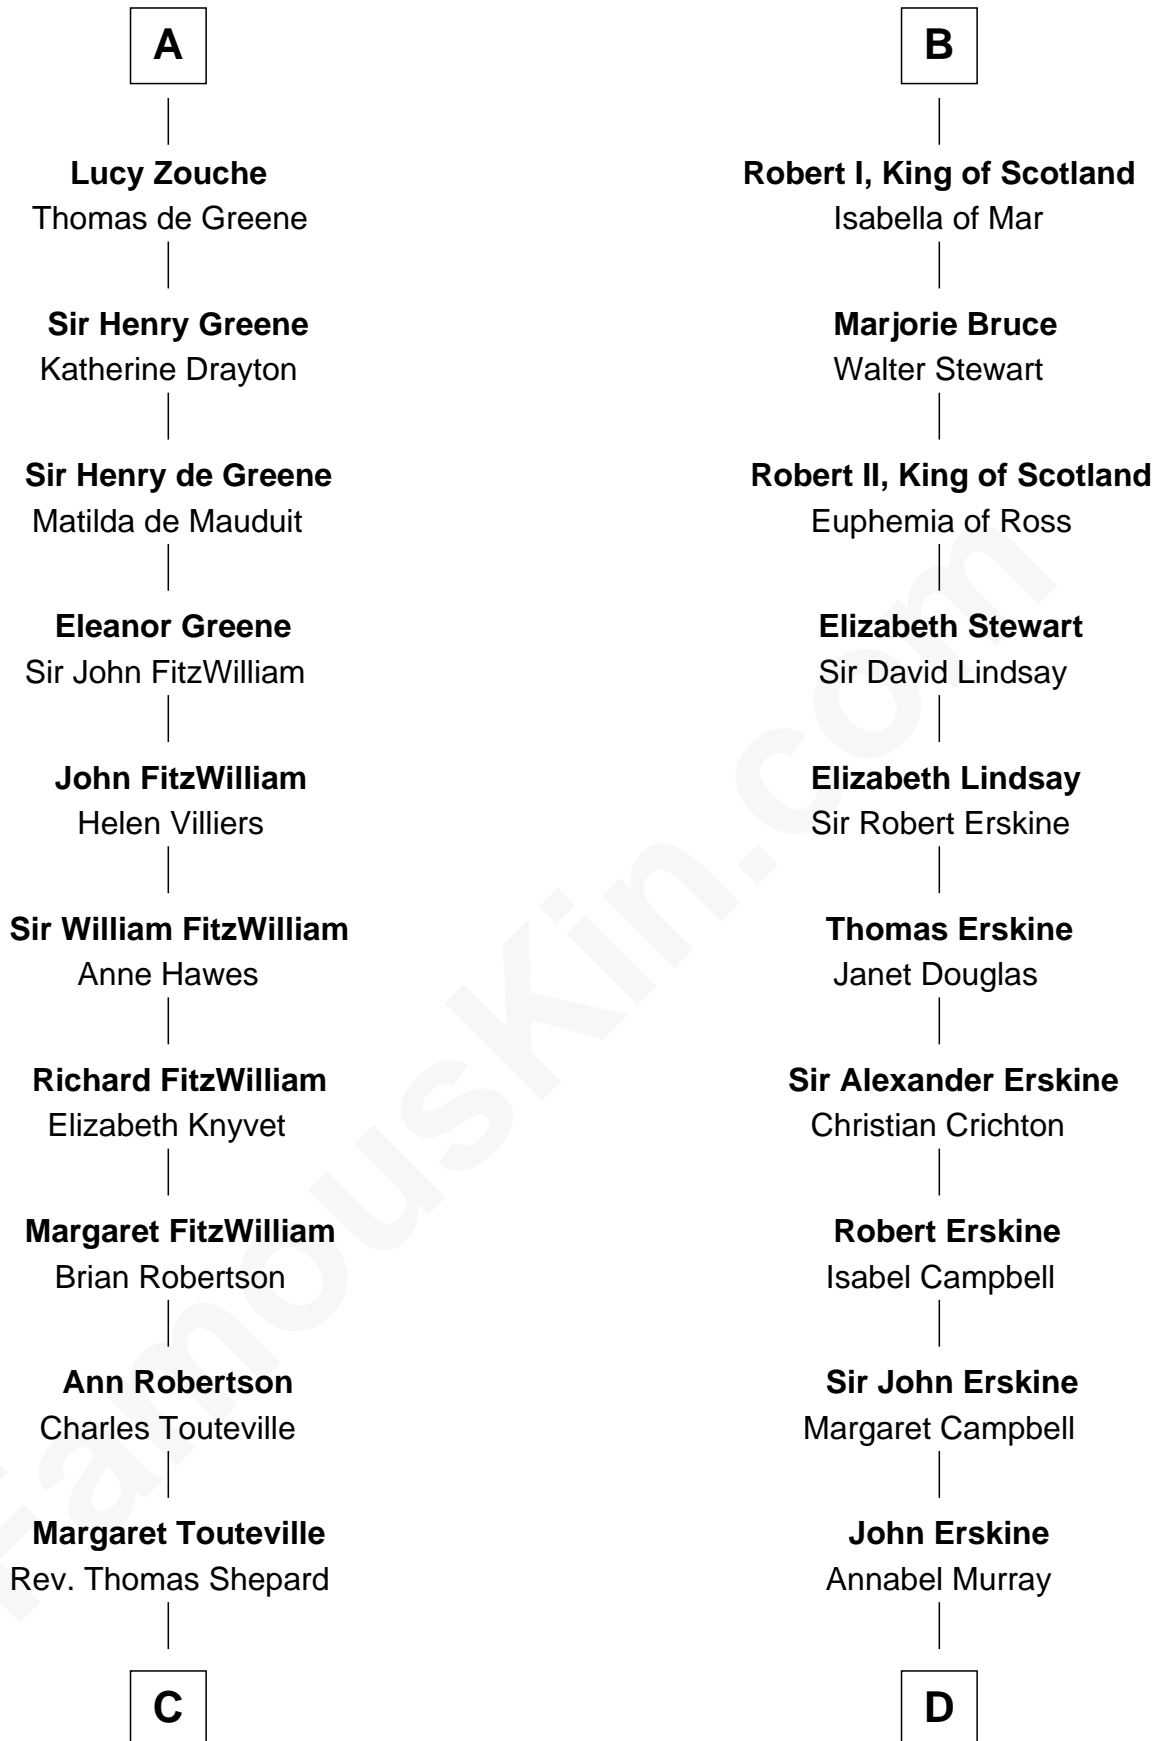 A
Lucy Zouche
Thomas de Greene
Sir Henry Greene
Katherine Drayton
Sir Henry de Greene
Matilda de Mauduit
Eleanor Greene
Sir John FitzWilliam
John FitzWilliam
Helen Villiers
Sir William FitzWilliam
Anne Hawes
Richard FitzWilliam
Elizabeth Knyvet
Margaret FitzWilliam
Brian Robertson
Ann Robertson
Charles Touteville
Margaret Touteville
Rev. Thomas Shepard
C
B
Robert I, King of Scotland
Isabella of Mar
Marjorie Bruce
Walter Stewart
Robert II, King of Scotland
Euphemia of Ross
Elizabeth Stewart
Sir David Lindsay
Elizabeth Lindsay
Sir Robert Erskine
Thomas Erskine
Janet Douglas
Sir Alexander Erskine
Christian Crichton
Robert Erskine
Isabel Campbell
Sir John Erskine
Margaret Campbell
John Erskine
Annabel Murray
D
FamousKin.com